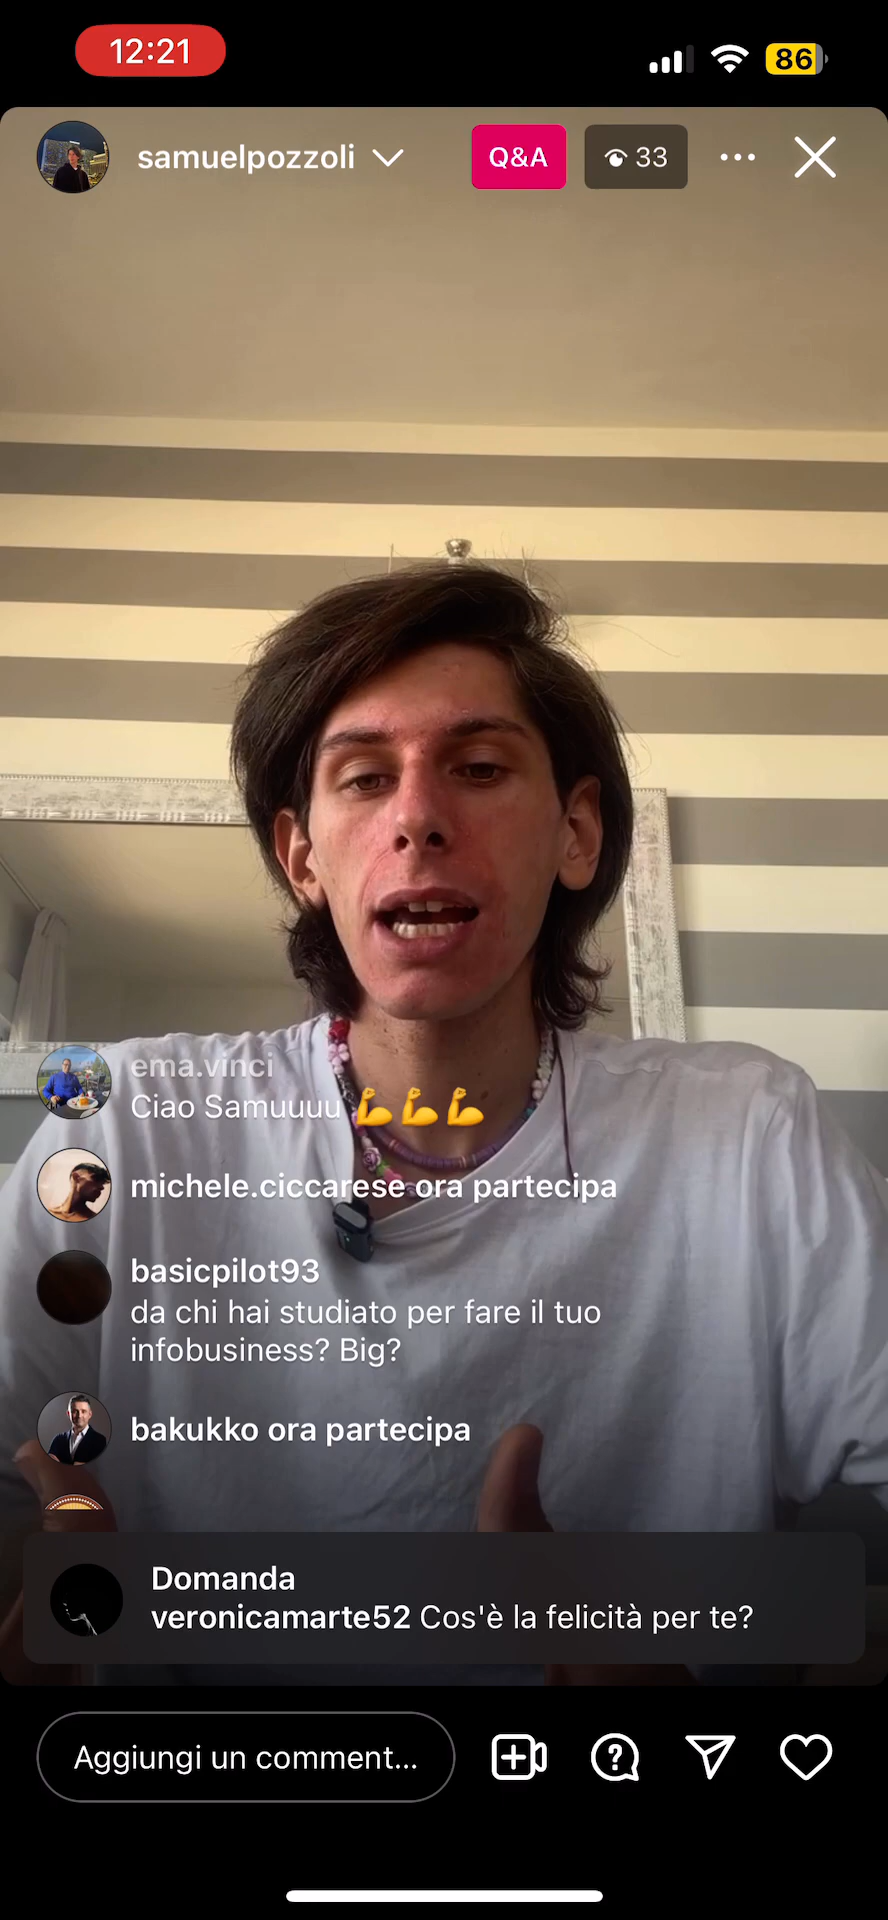 12:21
86
samuelpozzoli
Q&A
33
ema.vinci
Ciao Samuuuu 💪💪💪
michele.ciccarese ora partecipa
basicpilot93
da chi hai studiato per fare il tuo
infobusiness? Big?
bakukko ora partecipa
Domanda
veronicamarte52 Cos'è la felicità per te?
Aggiungi un comment...